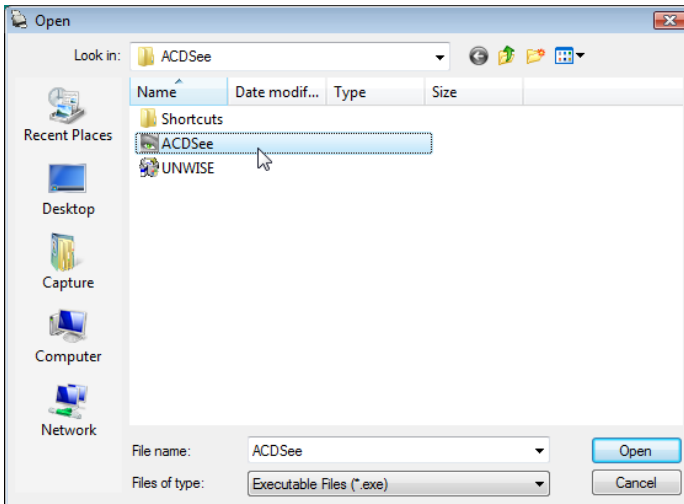 Open
Look in: ACDSee
Name Date modif... Type Size
Shortcuts
ACDSee
UNWISE
Recent Places
Desktop
Capture
Computer
Network
File name: ACDSee Open
Files of type: Executable Files (*.exe) Cancel